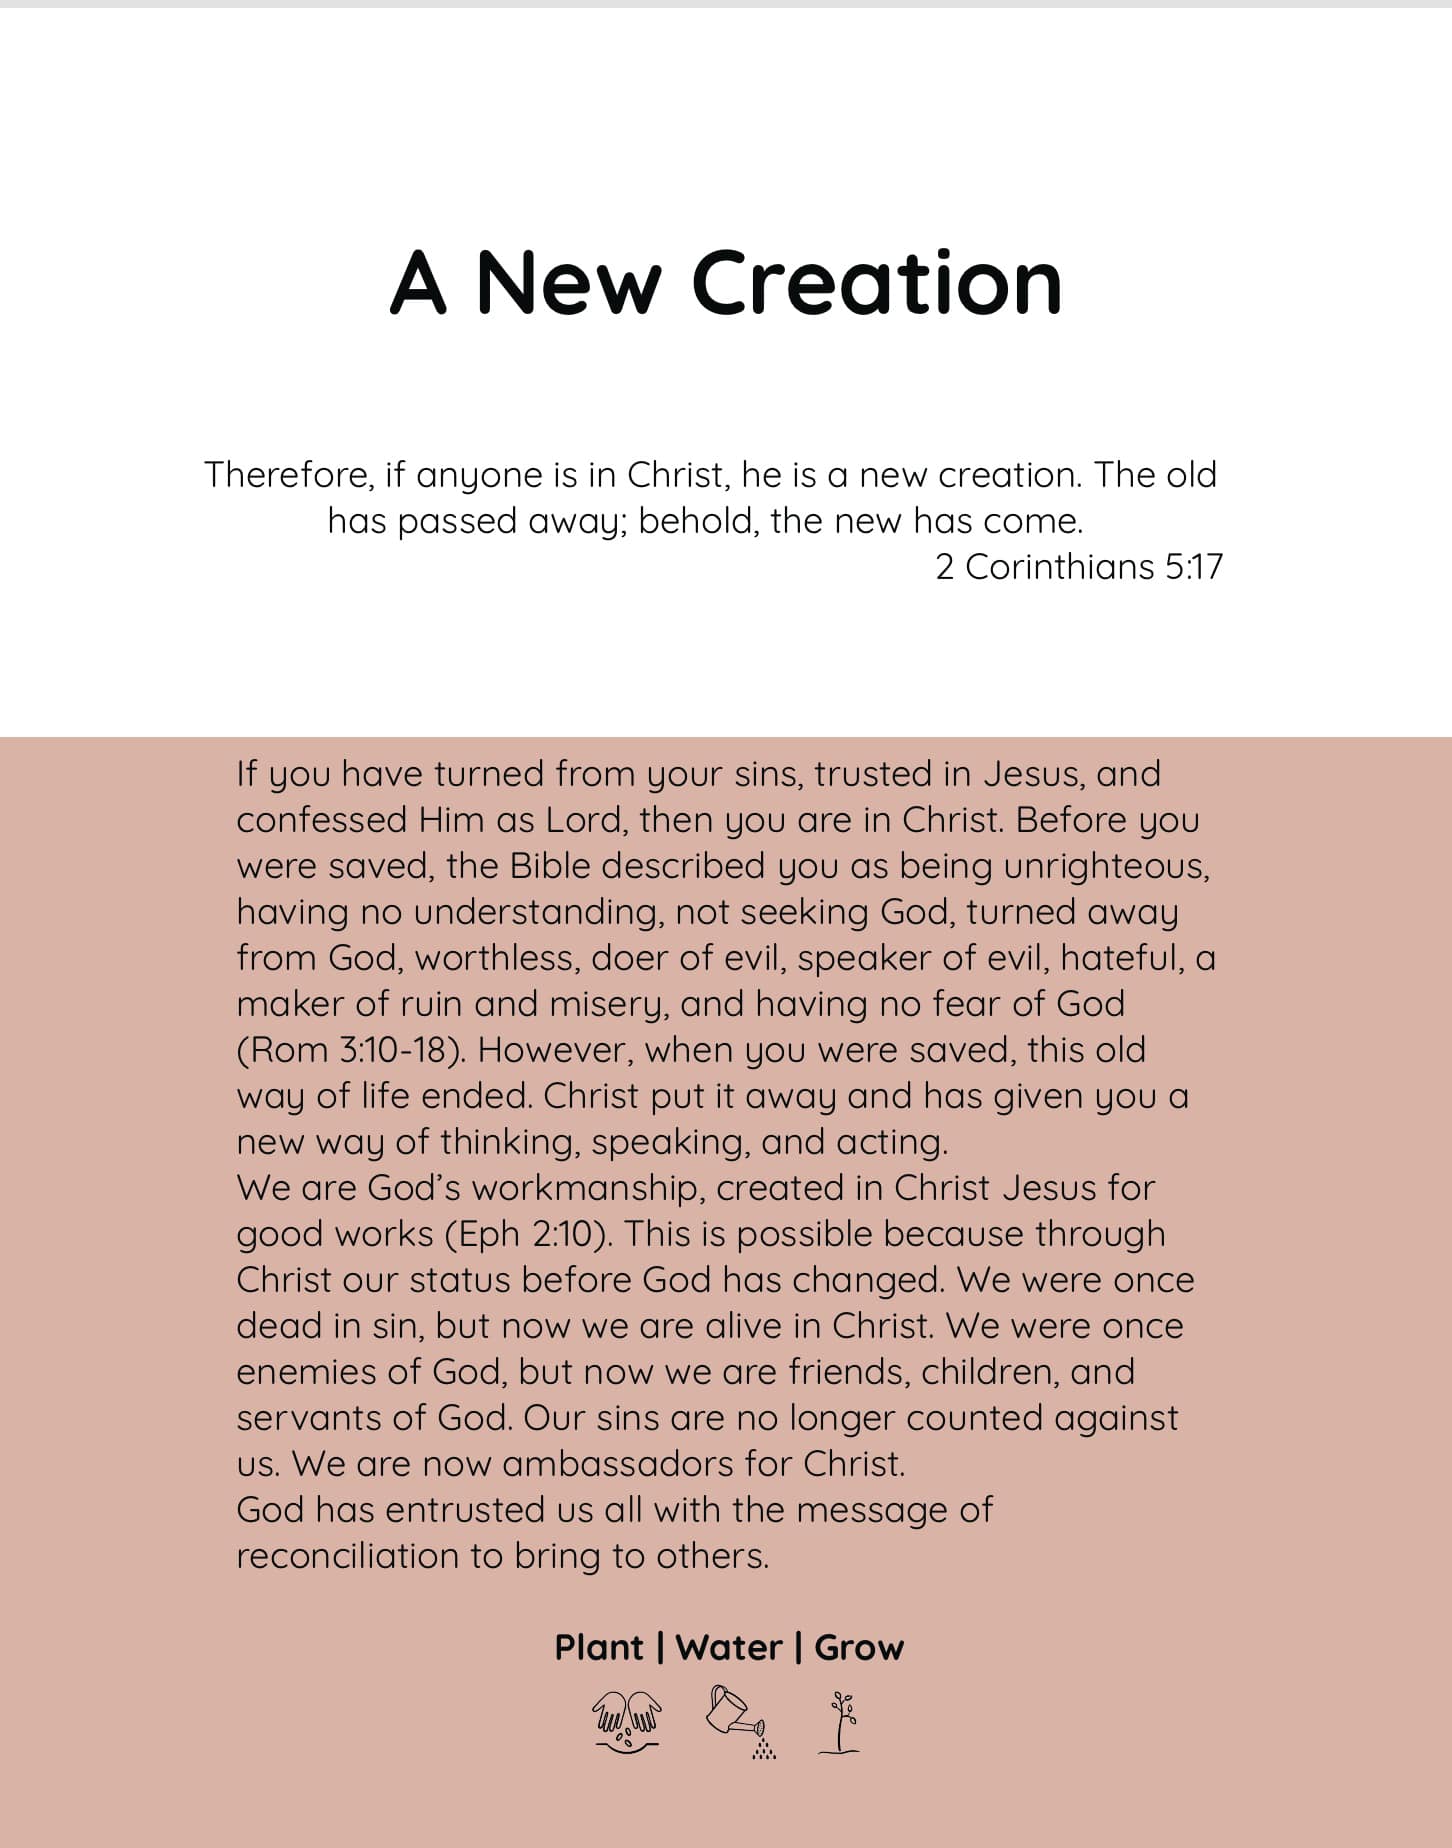 A New Creation
Therefore, if anyone is in Christ, he is a new creation. The old
has passed away; behold, the new has come.
2 Corinthians 5:17
If you have turned from your sins, trusted in Jesus, and
confessed Him as Lord, then you are in Christ. Before you
were saved, the Bible described you as being unrighteous,
having no understanding, not seeking God, turned away
from God, worthless, doer of evil, speaker of evil, hateful, a
maker of ruin and misery, and having no fear of God
(Rom 3:10-18). However, when you were saved, this old
way of life ended. Christ put it away and has given you a
new way of thinking, speaking, and acting.
We are God’s workmanship, created in Christ Jesus for
good works (Eph 2:10). This is possible because through
Christ our status before God has changed. We were once
dead in sin, but now we are alive in Christ. We were once
enemies of God, but now we are friends, children, and
servants of God. Our sins are no longer counted against
us. We are now ambassadors for Christ.
God has entrusted us all with the message of
reconciliation to bring to others.
Plant | Water | Grow